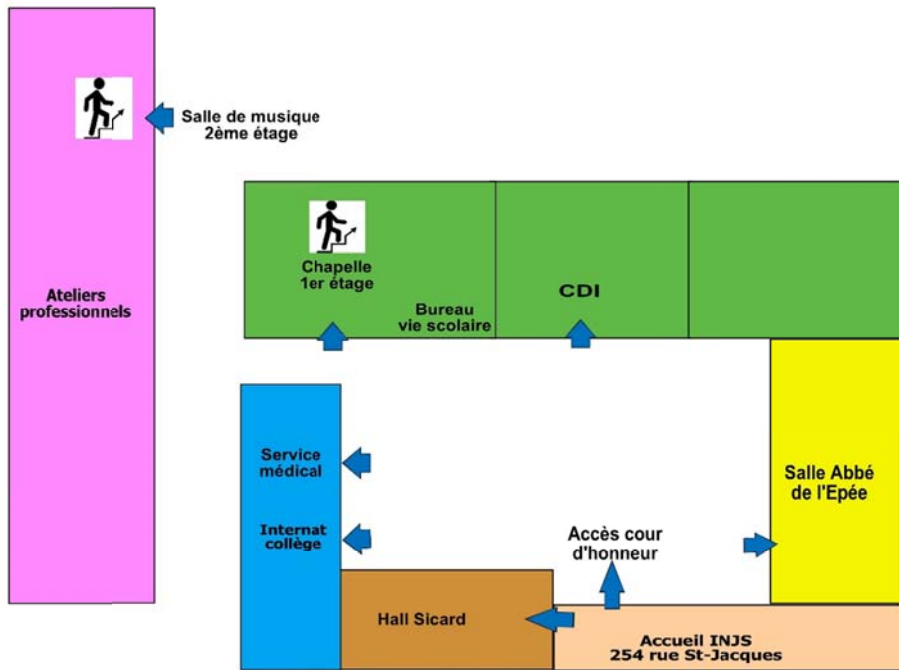 Salle de musique
2ème étage
Chapelle
1er étage
Bureau
vie scolaire
CDI
Ateliers
professionnels
Service
médical
Internat
collège
Salle Abbé
de l'Epée
Accès cour
d'honneur
Hall Sicard
Accueil INJS
254 rue St-Jacques